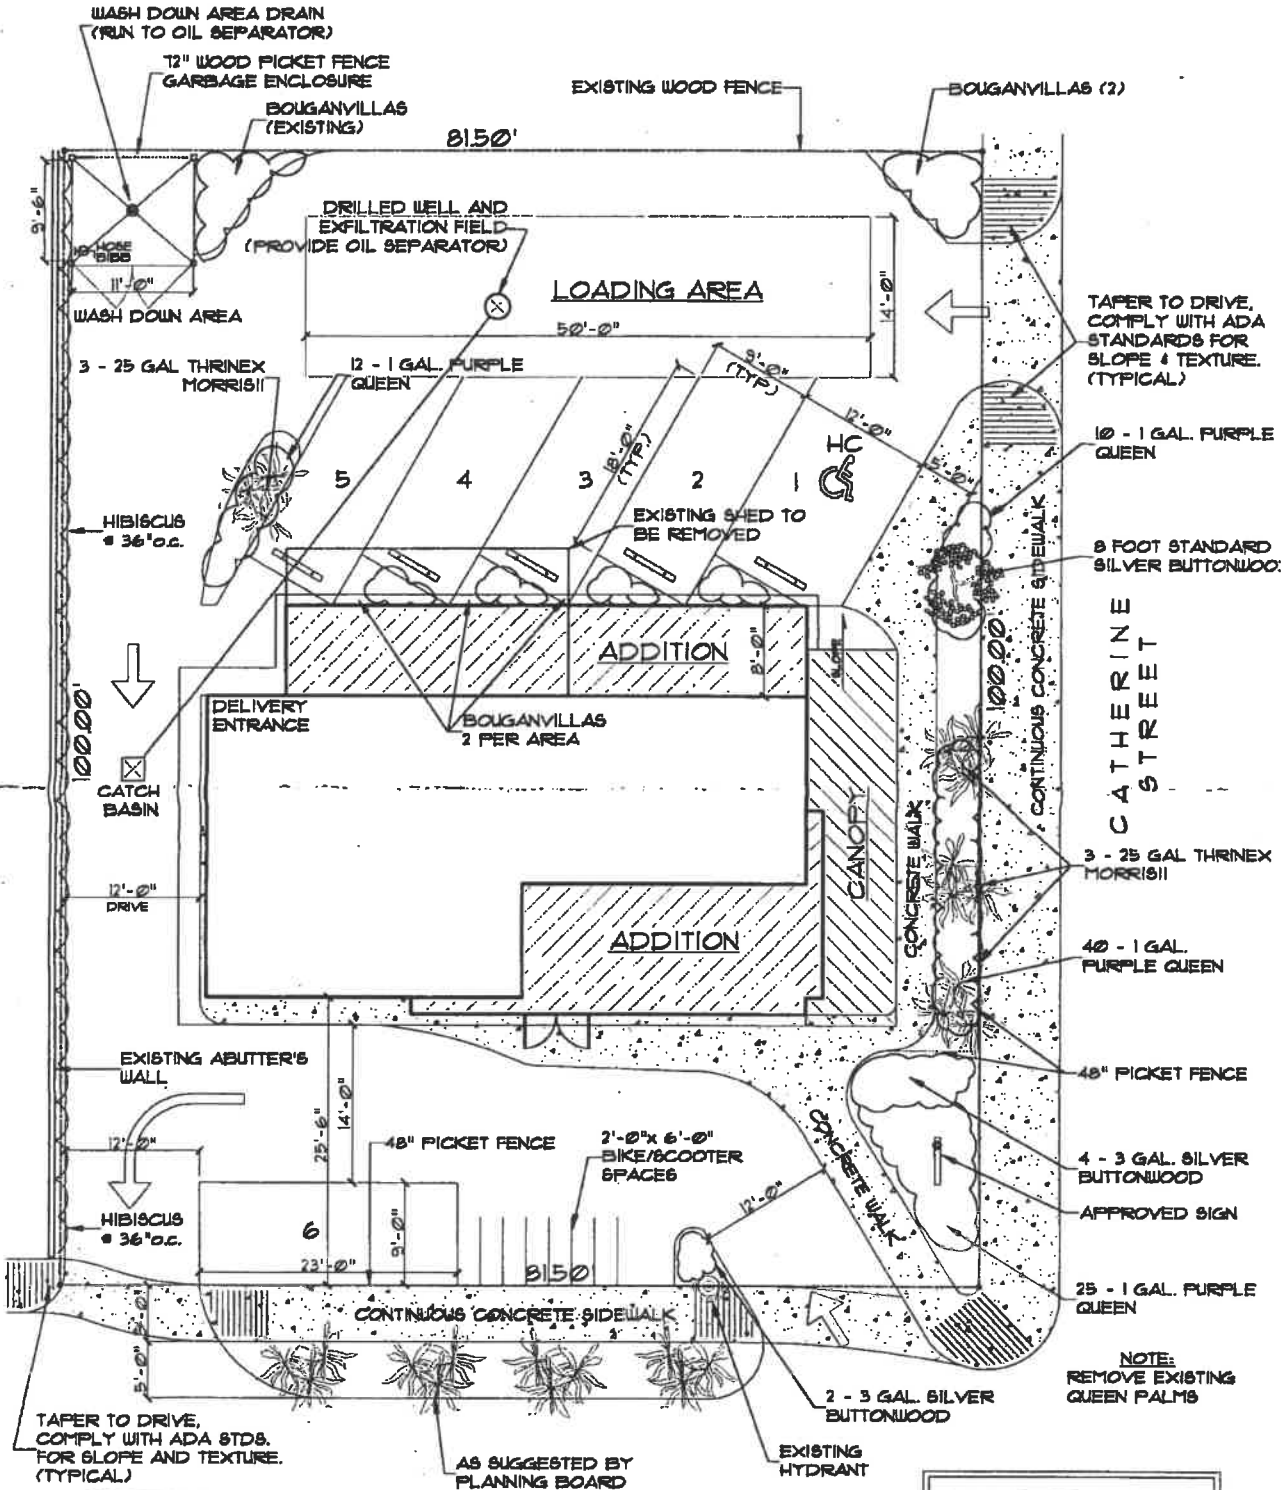 WASH DOWN AREA DRAIN
(RUN TO OIL SEPARATOR)
72" WOOD PICKET FENCE
GARBAGE ENCLOSURE
BOUGANVILLAS
(EXISTING)
EXISTING WOOD FENCE
BOUGANVILLAS (2)
81.50'
9'-6"
HOSE
BIBB
11'-0"
WASH DOWN AREA
DRILLED WELL AND
EXFILTRATION FIELD
(PROVIDE OIL SEPARATOR)
LOADING AREA
50'-0"
14'-0"
TAPER TO DRIVE,
COMPLY WITH ADA
STANDARDS FOR
SLOPE & TEXTURE.
(TYPICAL)
3 - 25 GAL THRINEX
MORRISII
12 - 1 GAL. PURPLE
QUEEN
9'-0"
(TYP.)
18'-0"
(TYP.)
12'-0"
5'-0"
HC
5
4
3
2
1
10 - 1 GAL. PURPLE
QUEEN
HIBISCUS
@ 36"o.c.
EXISTING SHED TO
BE REMOVED
8 FOOT STANDARD
SILVER BUTTONWOO
ADDITION
8'-0"
SLOPE
100.00'
CONTINUOUS CONCRETE SIDEWALK
CATHERINE
STREET
DELIVERY
ENTRANCE
BOUGANVILLAS
2 PER AREA
100.00'
CATCH
BASIN
CANOPY
CONCRETE WALK
12'-0"
DRIVE
ADDITION
3 - 25 GAL THRINEX
MORRISII
40 - 1 GAL.
PURPLE QUEEN
48" PICKET FENCE
EXISTING ABUTTER'S
WALL
25'-6"
14'-0"
12'-0"
48" PICKET FENCE
2'-0"x 6'-0"
BIKE/SCOOTER
SPACES
12'-0"
CONCRETE WALK
4 - 3 GAL. SILVER
BUTTONWOOD
APPROVED SIGN
HIBISCUS
@ 36"o.c.
6
9'-0"
23'-0"
81.50'
25 - 1 GAL. PURPLE
QUEEN
CONTINUOUS CONCRETE SIDEWALK
5'-0"
NOTE:
REMOVE EXISTING
QUEEN PALMS
2 - 3 GAL. SILVER
BUTTONWOOD
TAPER TO DRIVE,
COMPLY WITH ADA STDS.
FOR SLOPE AND TEXTURE.
(TYPICAL)
AS SUGGESTED BY
PLANNING BOARD
EXISTING
HYDRANT